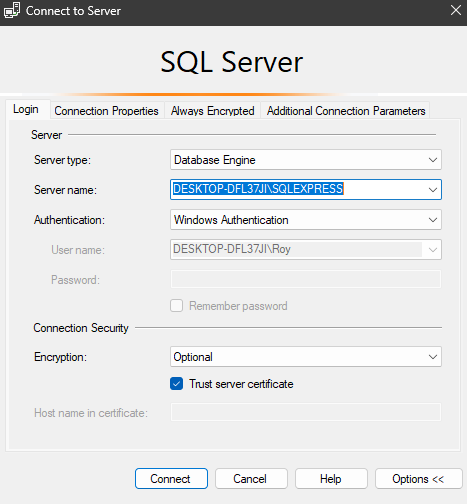 Connect to Server
SQL Server
Login Connection Properties Always Encrypted Additional Connection Parameters
Server
Server type: Database Engine
Server name: DESKTOP-DFL37JI\SQLEXPRESS
Authentication: Windows Authentication
User name: DESKTOP-DFL37JI\Roy
Password:
Remember password
Connection Security
Encryption: Optional
Trust server certificate
Host name in certificate:
Connect Cancel Help Options <<